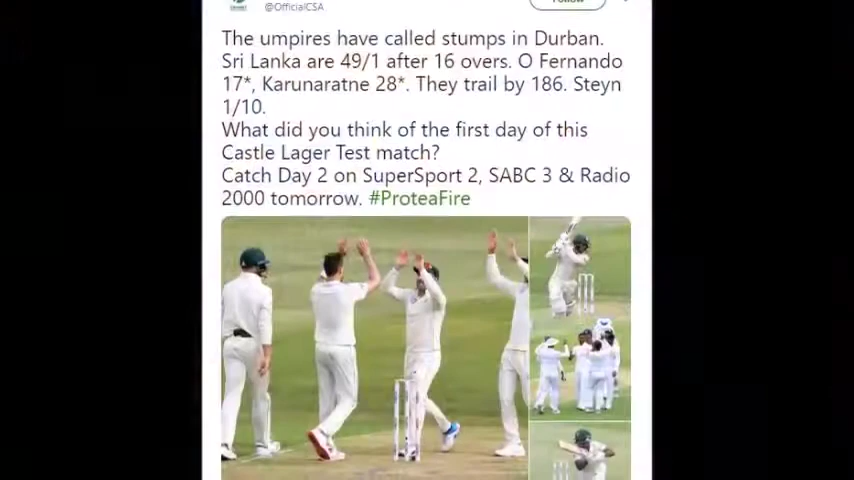 @OfficialCSA
The umpires have called stumps in Durban.
Sri Lanka are 49/1 after 16 overs. O Fernando
17*, Karunaratne 28*. They trail by 186. Steyn
1/10.
What did you think of the first day of this
Castle Lager Test match?
Catch Day 2 on SuperSport 2, SABC 3 & Radio
2000 tomorrow. #ProteaFire